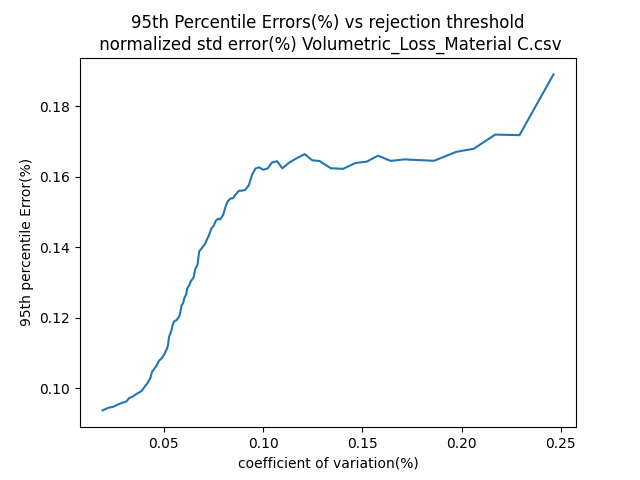 95th Percentile Errors(%) vs rejection threshold
normalized std error(%) Volumetric_Loss_Material C.csv
0.18
0.16
0.14
0.12
0.10
95th percentile Error(%)
0.05
0.10
0.15
0.20
0.25
coefficient of variation(%)